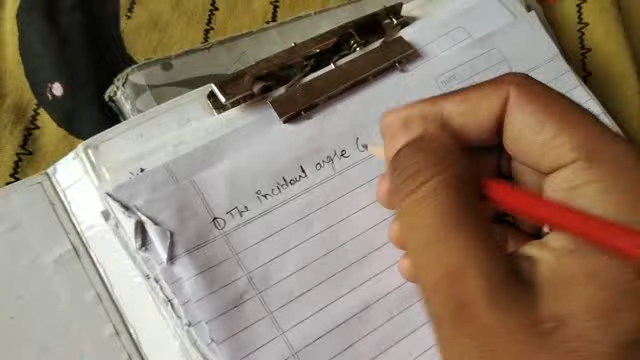 ① The incident angle (